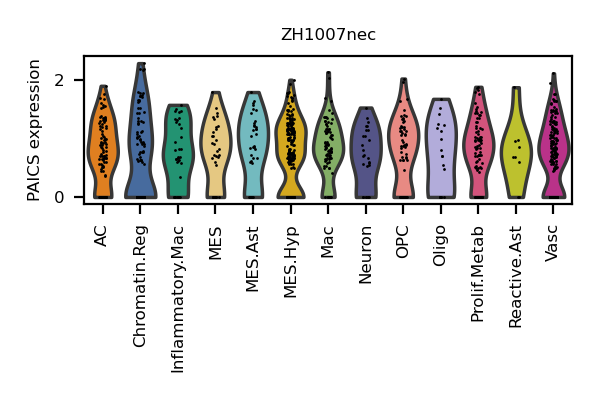 ZH1007nec
PAICS expression
2
0
AC
Chromatin.Reg
Inflammatory.Mac
MES
MES.Ast
MES.Hyp
Mac
Neuron
OPC
Oligo
Prolif.Metab
Reactive.Ast
Vasc